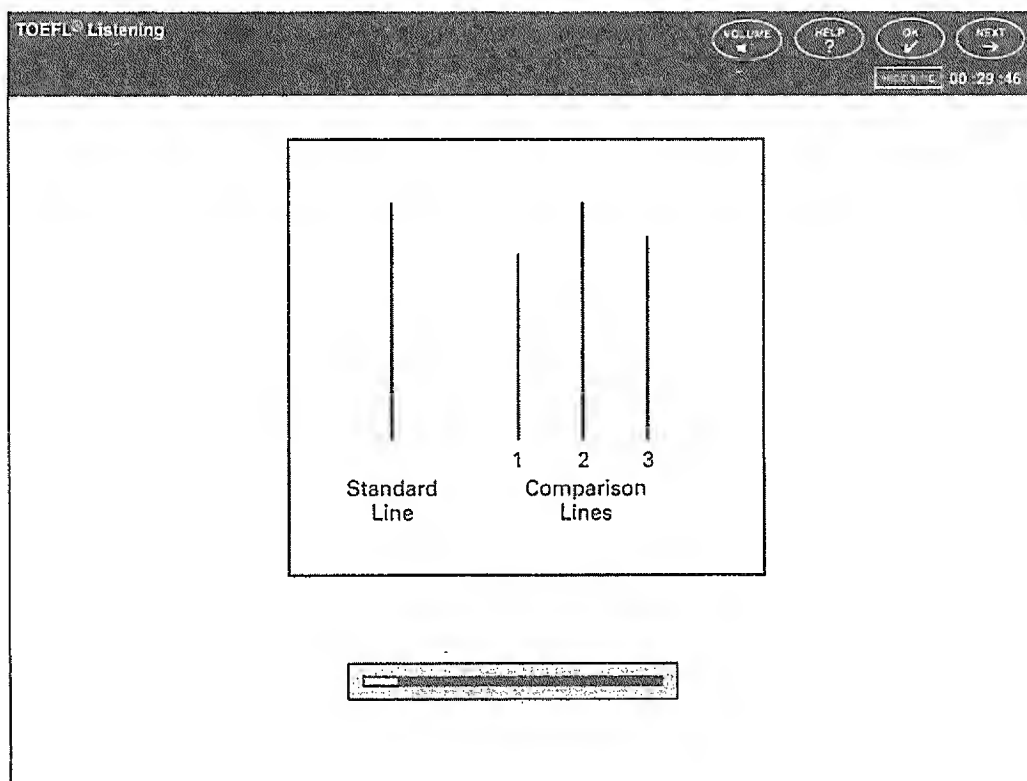 TOEFL® Listening
VOLUME
HELP
?
OK
NEXT
00:29:46
1 2 3
Standard
Line
Comparison
Lines